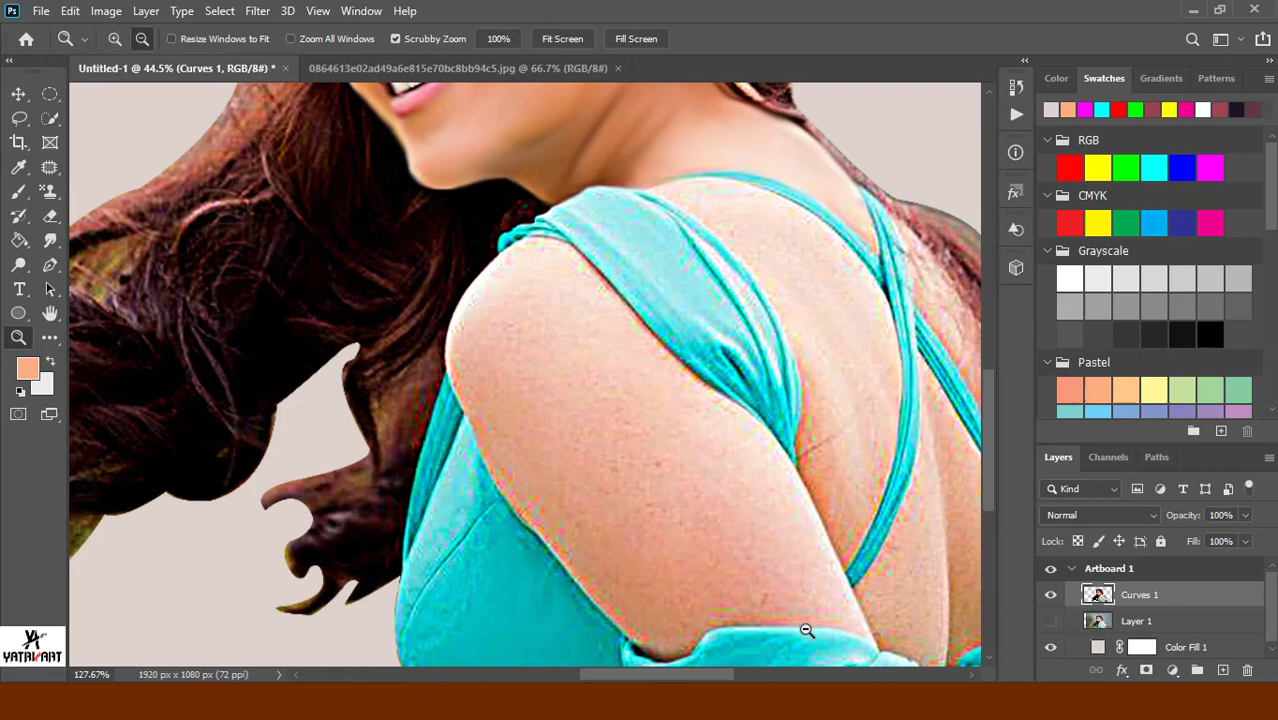 Ps File Edit Image Layer Type Select Filter 3D View Window Help
Resize Windows to Fit Zoom All Windows Scrubby Zoom 100% Fit Screen Fill Screen
Untitled-1 @ 44.5% (Curves 1, RGB/8#) * × 0864613e02ad49a6e815e70bc8bb94c5.jpg @ 66.7% (RGB/8#) ×
Color Swatches Gradients Patterns
RGB
CMYK
Grayscale
Pastel
Layers Channels Paths
Kind
Normal Opacity: 100%
Lock: Fill: 100%
Artboard 1
Curves 1
Layer 1
Color Fill 1
YATRIKART
127.67% 1920 px x 1080 px (72 ppi)